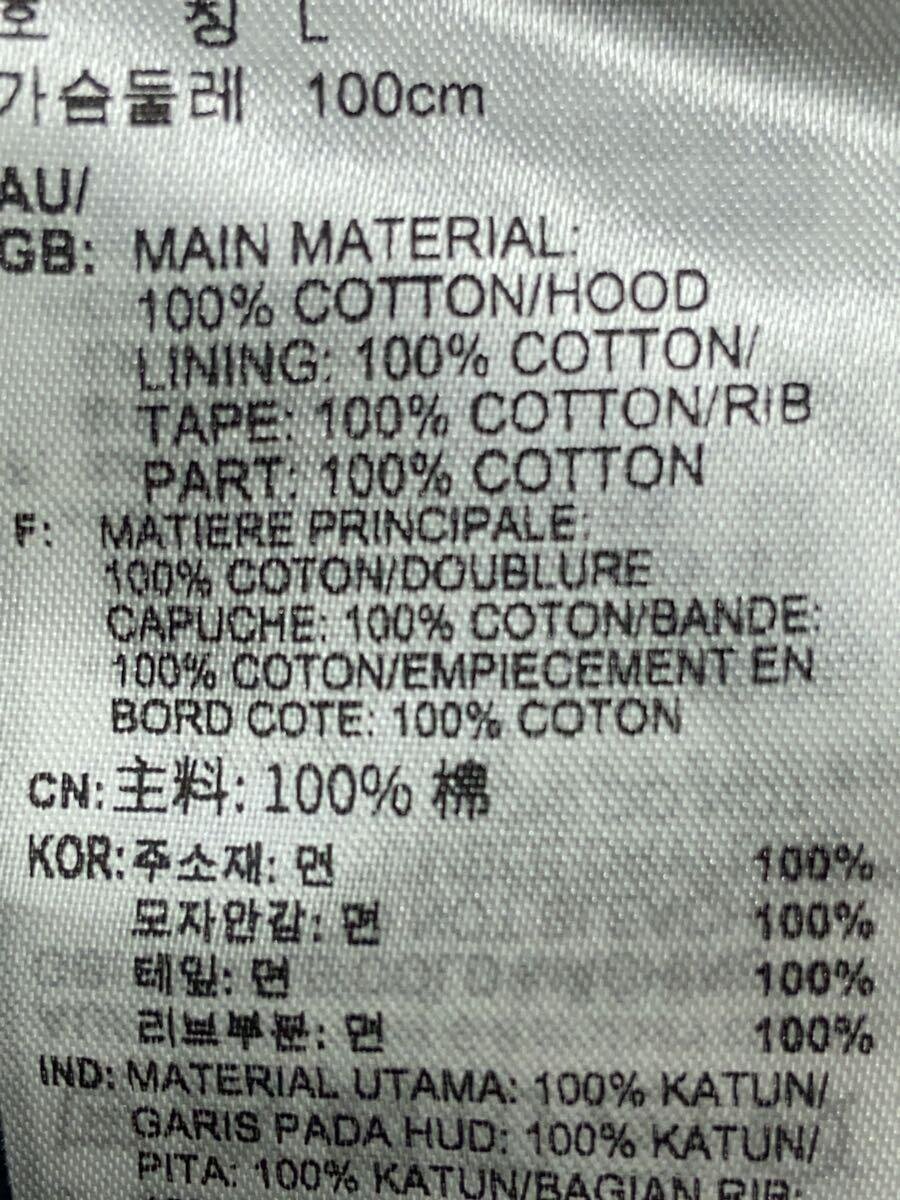 호 칭 L
가슴둘레 100cm
AU/
GB: MAIN MATERIAL:
100% COTTON/HOOD
LINING: 100% COTTON/
TAPE: 100% COTTON/RIB
PART: 100% COTTON
F: MATIERE PRINCIPALE:
100% COTON/DOUBLURE
CAPUCHE: 100% COTON/BANDE:
100% COTON/EMPIECEMENT EN
BORD COTE: 100% COTON
CN: 主料: 100% 棉
KOR: 주소재: 면 100%
모자안감: 면 100%
테잎: 면 100%
리브부분: 면 100%
IND: MATERIAL UTAMA: 100% KATUN/
GARIS PADA HUD: 100% KATUN/
PITA: 100% KATUN/BAGIAN RIB: